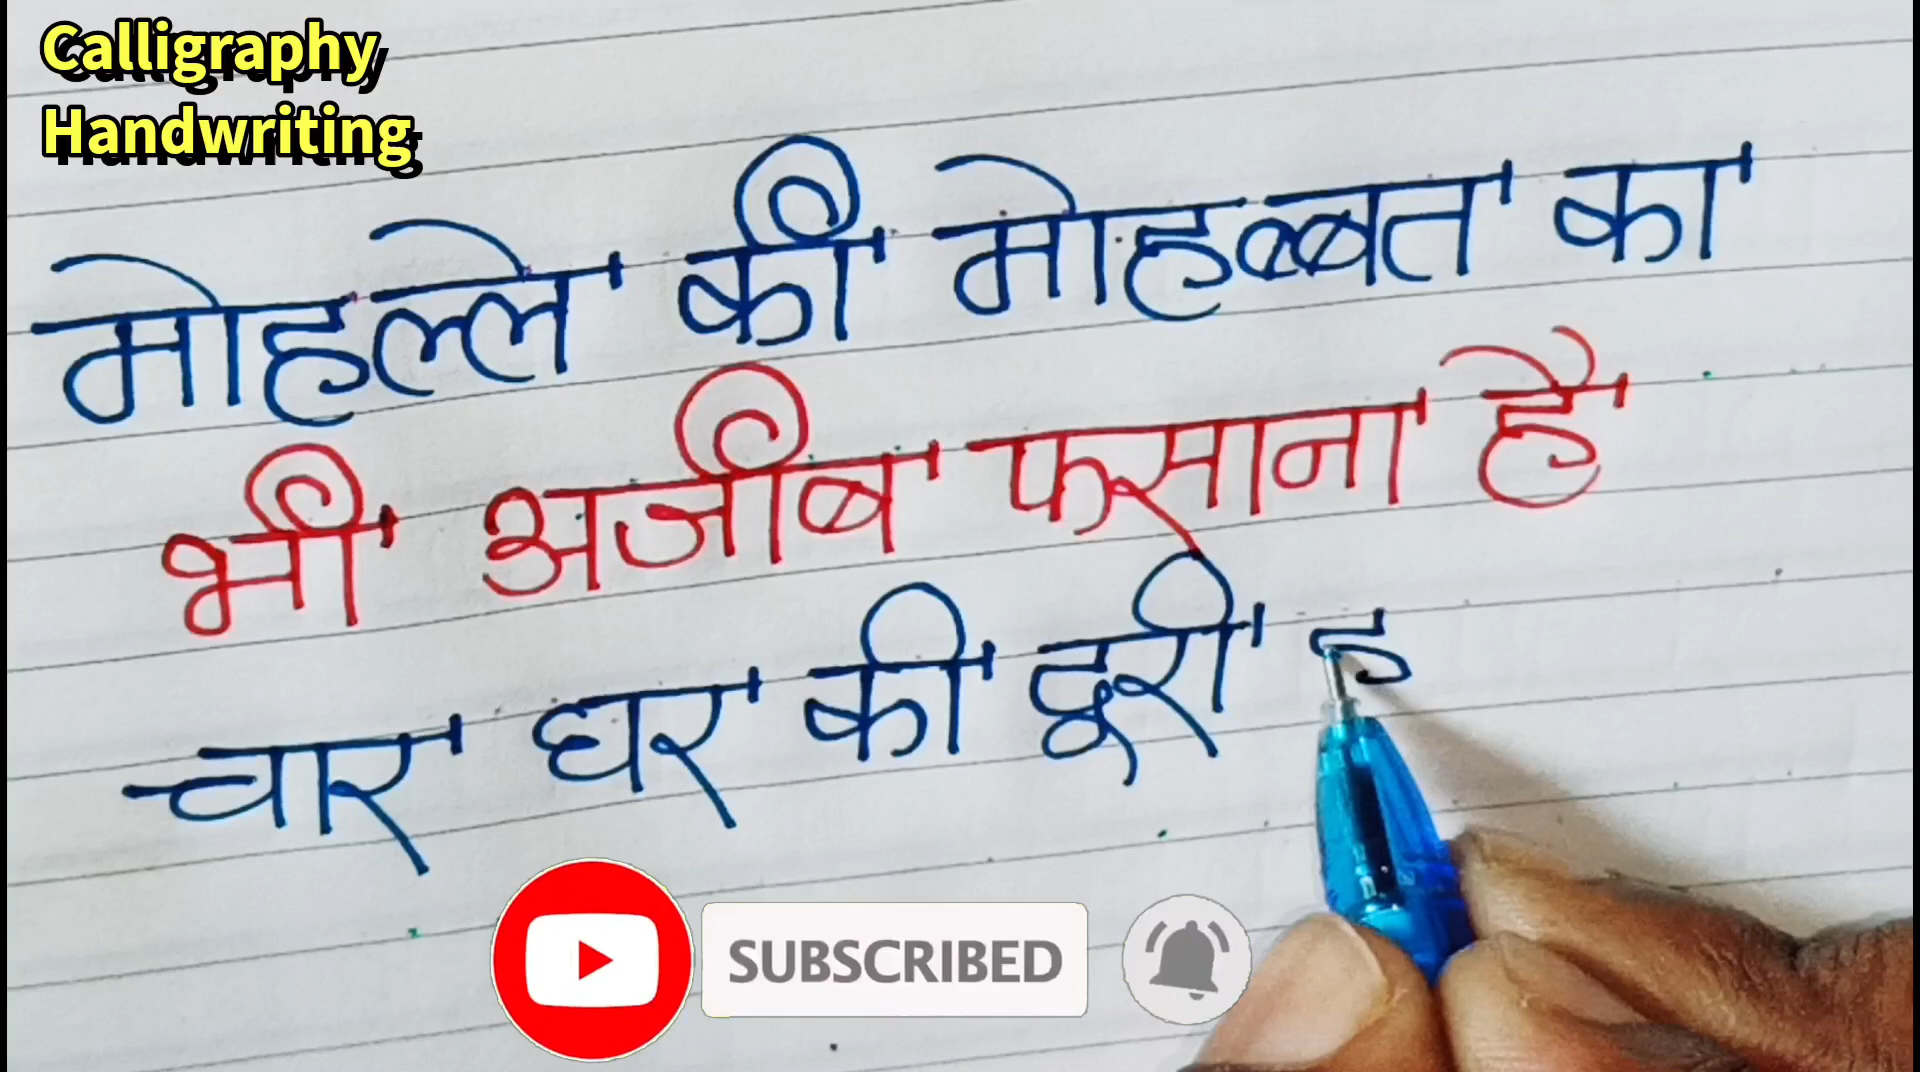 Calligraphy
Handwriting
मोहल्ले की मोहब्बत का
भी अजीब फसाना है
चार घर की दूरी ह
SUBSCRIBED